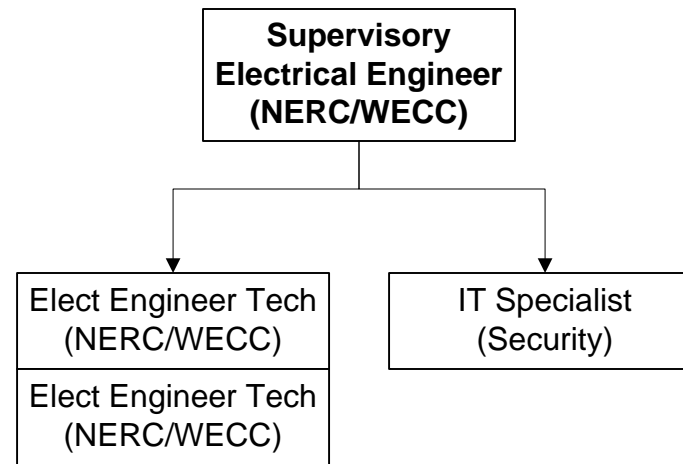 Supervisory
Electrical Engineer
(NERC/WECC)
Elect Engineer Tech
(NERC/WECC)
Elect Engineer Tech
(NERC/WECC)
IT Specialist
(Security)